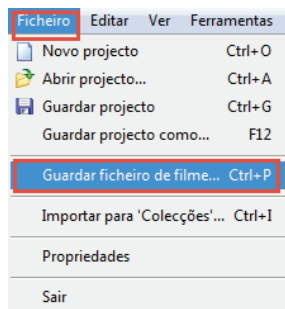 Ficheiro Editar Ver Ferramentas
Novo projecto Ctrl+O
Abrir projecto... Ctrl+A
Guardar projecto Ctrl+G
Guardar projecto como... F12
Guardar ficheiro de filme... Ctrl+P
Importar para 'Colecções'... Ctrl+I
Propriedades
Sair